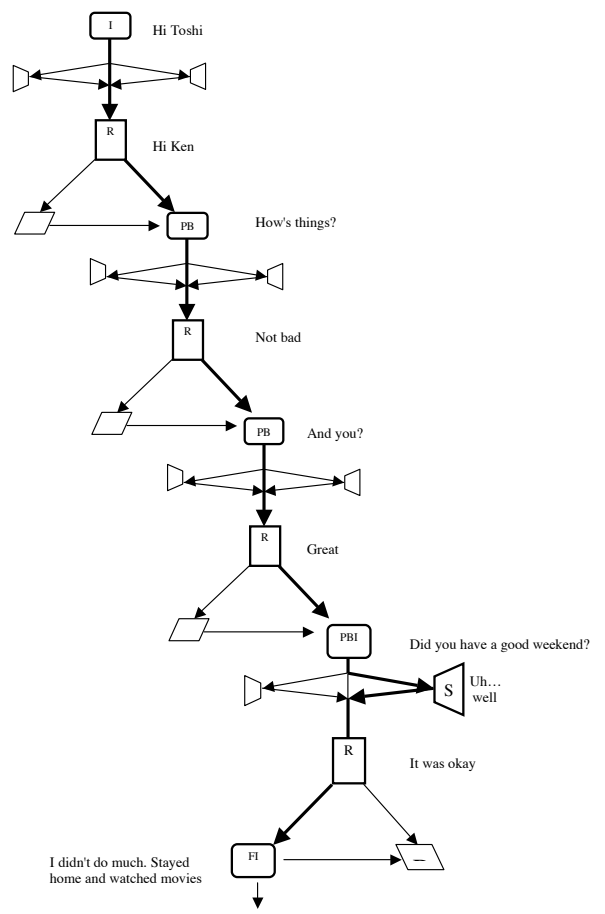 I
Hi Toshi
R
Hi Ken
PB
How's things?
R
Not bad
PB
And you?
R
Great
PBI
Did you have a good weekend?
S
Uh…
well
R
It was okay
FI
–
I didn't do much. Stayed
home and watched movies